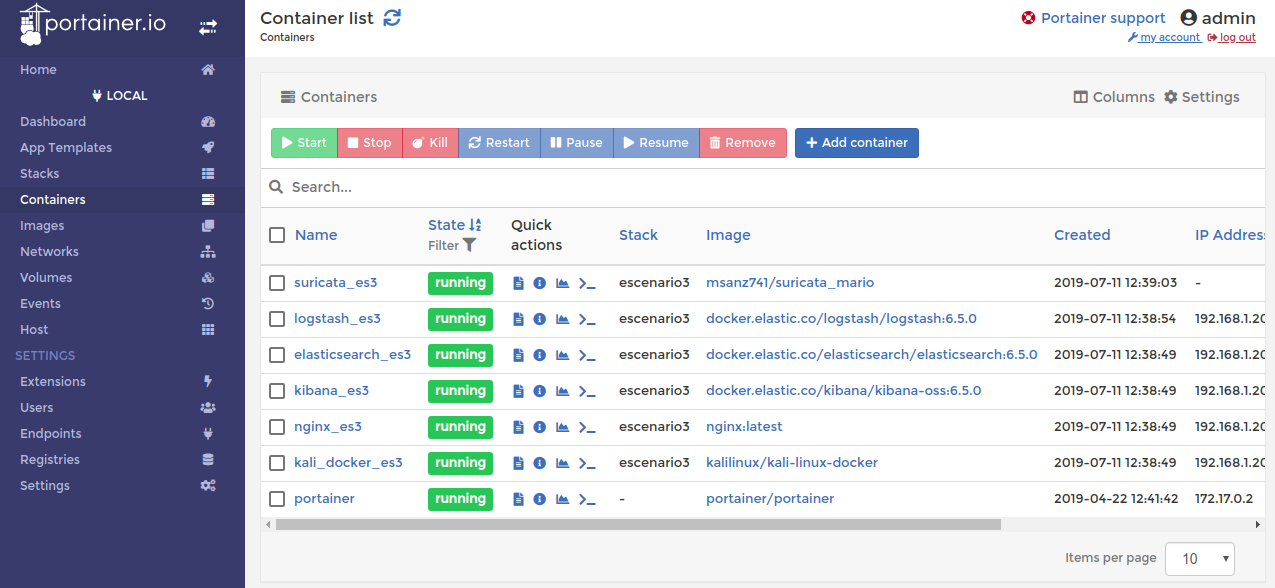 portainer.io
Container list
Containers
Portainer support admin
my account log out
Home
LOCAL
Dashboard
App Templates
Stacks
Containers
Images
Networks
Volumes
Events
Host
SETTINGS
Extensions
Users
Endpoints
Registries
Settings
Containers Columns Settings
Start Stop Kill Restart Pause Resume Remove Add container
Search...
Name State Filter Quick actions Stack Image Created IP Addres
suricata_es3 running escenario3 msanz741/suricata_mario 2019-07-11 12:39:03 -
logstash_es3 running escenario3 docker.elastic.co/logstash/logstash:6.5.0 2019-07-11 12:38:54 192.168.1.20
elasticsearch_es3 running escenario3 docker.elastic.co/elasticsearch/elasticsearch:6.5.0 2019-07-11 12:38:49 192.168.1.20
kibana_es3 running escenario3 docker.elastic.co/kibana/kibana-oss:6.5.0 2019-07-11 12:38:49 192.168.1.20
nginx_es3 running escenario3 nginx:latest 2019-07-11 12:38:49 192.168.1.20
kali_docker_es3 running escenario3 kalilinux/kali-linux-docker 2019-07-11 12:38:49 192.168.1.20
portainer running - portainer/portainer 2019-04-22 12:41:42 172.17.0.2
Items per page 10